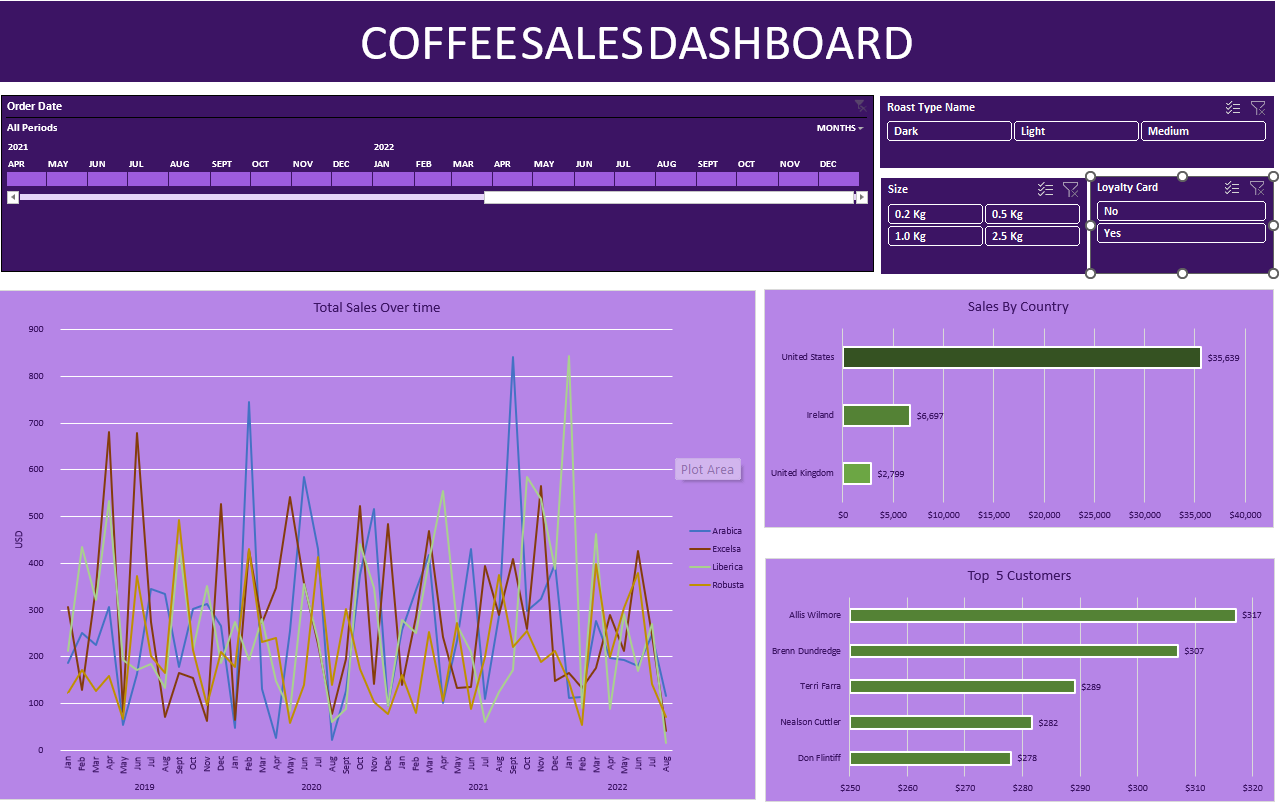 COFFEE SALES DASHBOARD
Order Date
All Periods
MONTHS
2021 2022
APR MAY JUN JUL AUG SEPT OCT NOV DEC JAN FEB MAR APR MAY JUN JUL AUG SEPT OCT NOV DEC
Roast Type Name
Dark Light Medium
Size
0.2 Kg 0.5 Kg
1.0 Kg 2.5 Kg
Loyalty Card
No
Yes
Total Sales Over time
900
800
700
600
500
400
300
200
100
0
USD
Plot Area
Arabica
Excelsa
Liberica
Robusta
Jan Feb Mar Apr May Jun Jul Aug Sept Oct Nov Dec Jan Feb Mar Apr May Jun Jul Aug Sept Oct Nov Dec Jan Feb Mar Apr May Jun Jul Aug Sept Oct Nov Dec Jan Feb Mar Apr May Jun Jul Aug
2019 2020 2021 2022
Sales By Country
United States $35,639
Ireland $6,697
United Kingdom $2,799
$0 $5,000 $10,000 $15,000 $20,000 $25,000 $30,000 $35,000 $40,000
Top 5 Customers
Allis Wilmore $317
Brenn Dundredge $307
Terri Farra $289
Nealson Cuttler $282
Don Flintiff $278
$250 $260 $270 $280 $290 $300 $310 $320